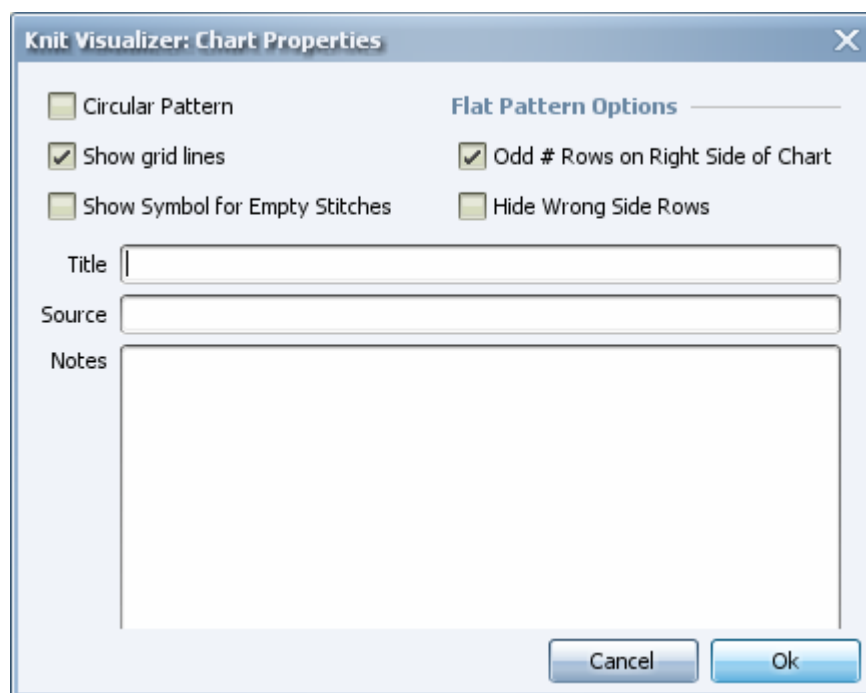 Knit Visualizer: Chart Properties
Circular Pattern
Flat Pattern Options
Show grid lines
Odd # Rows on Right Side of Chart
Show Symbol for Empty Stitches
Hide Wrong Side Rows
Title
Source
Notes
Cancel
Ok